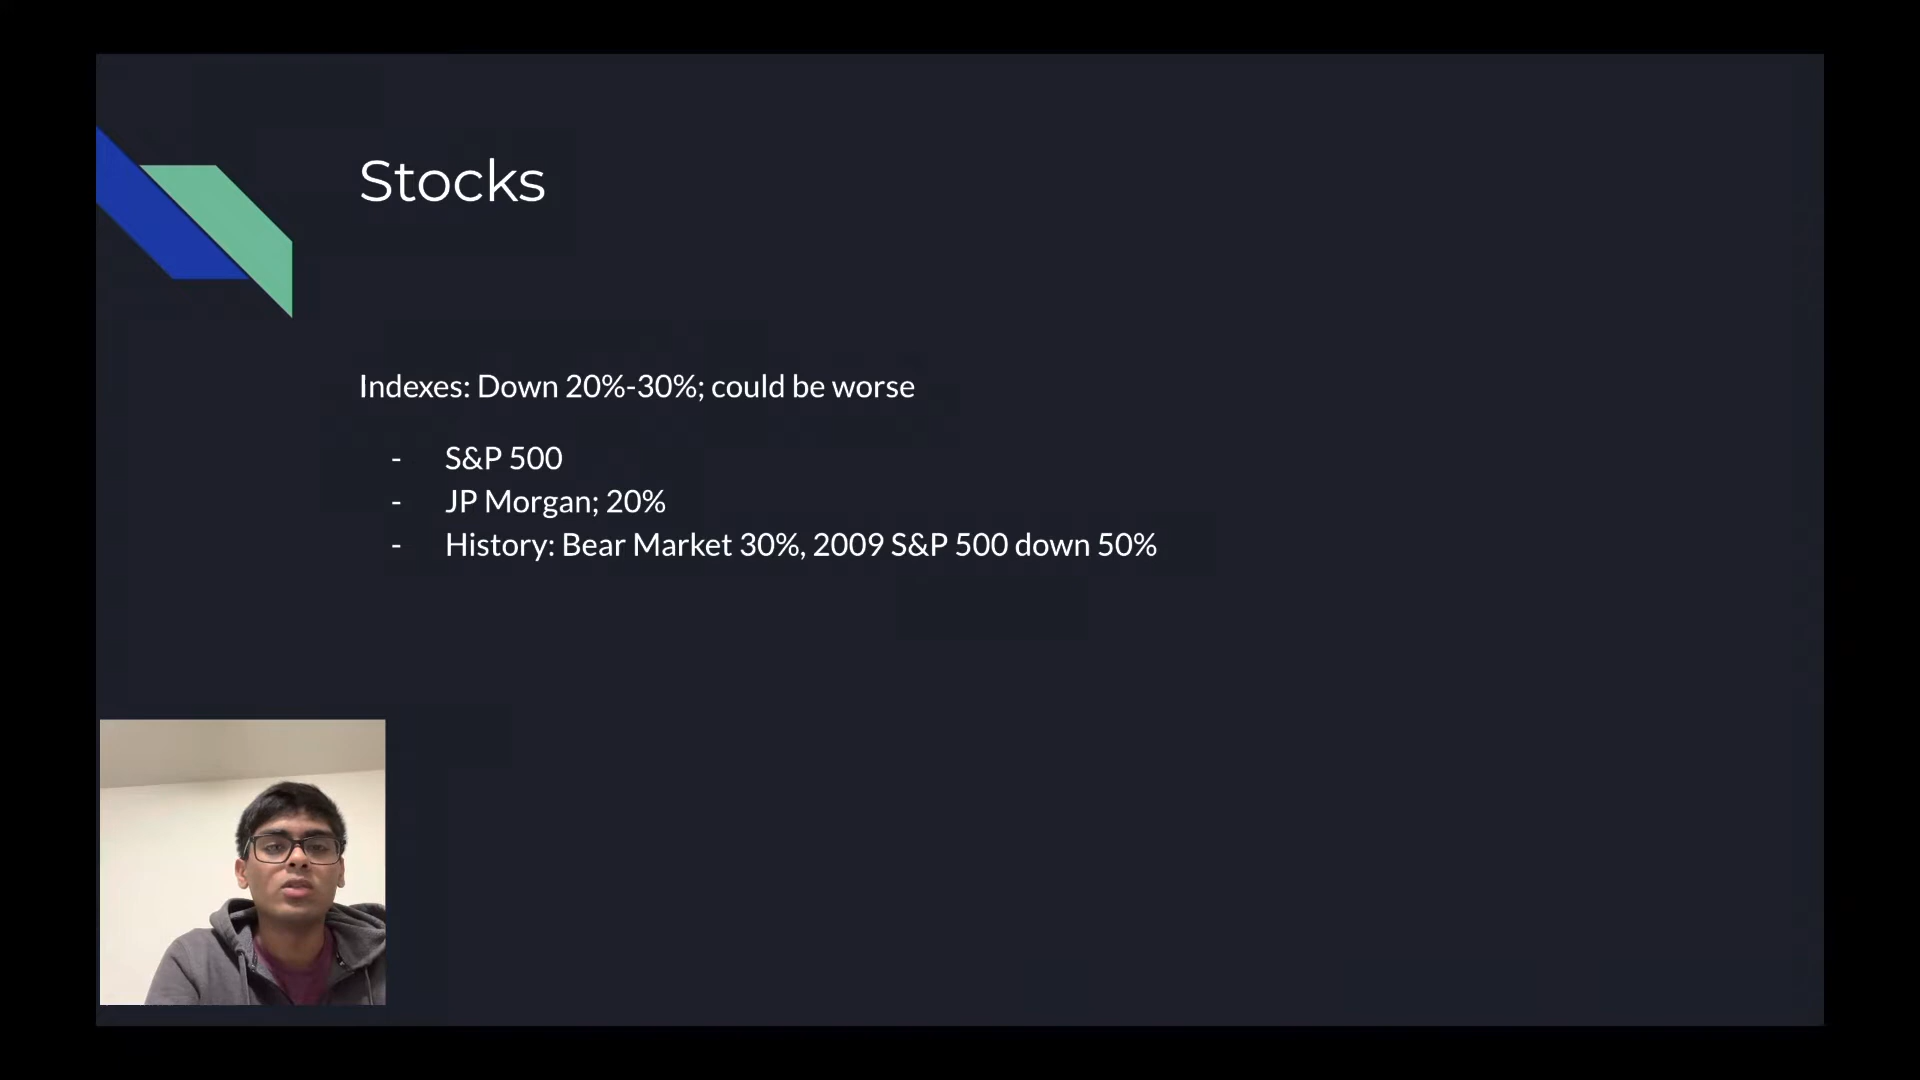 Stocks
Indexes: Down 20%-30%; could be worse
- S&P 500
- JP Morgan; 20%
- History: Bear Market 30%, 2009 S&P 500 down 50%